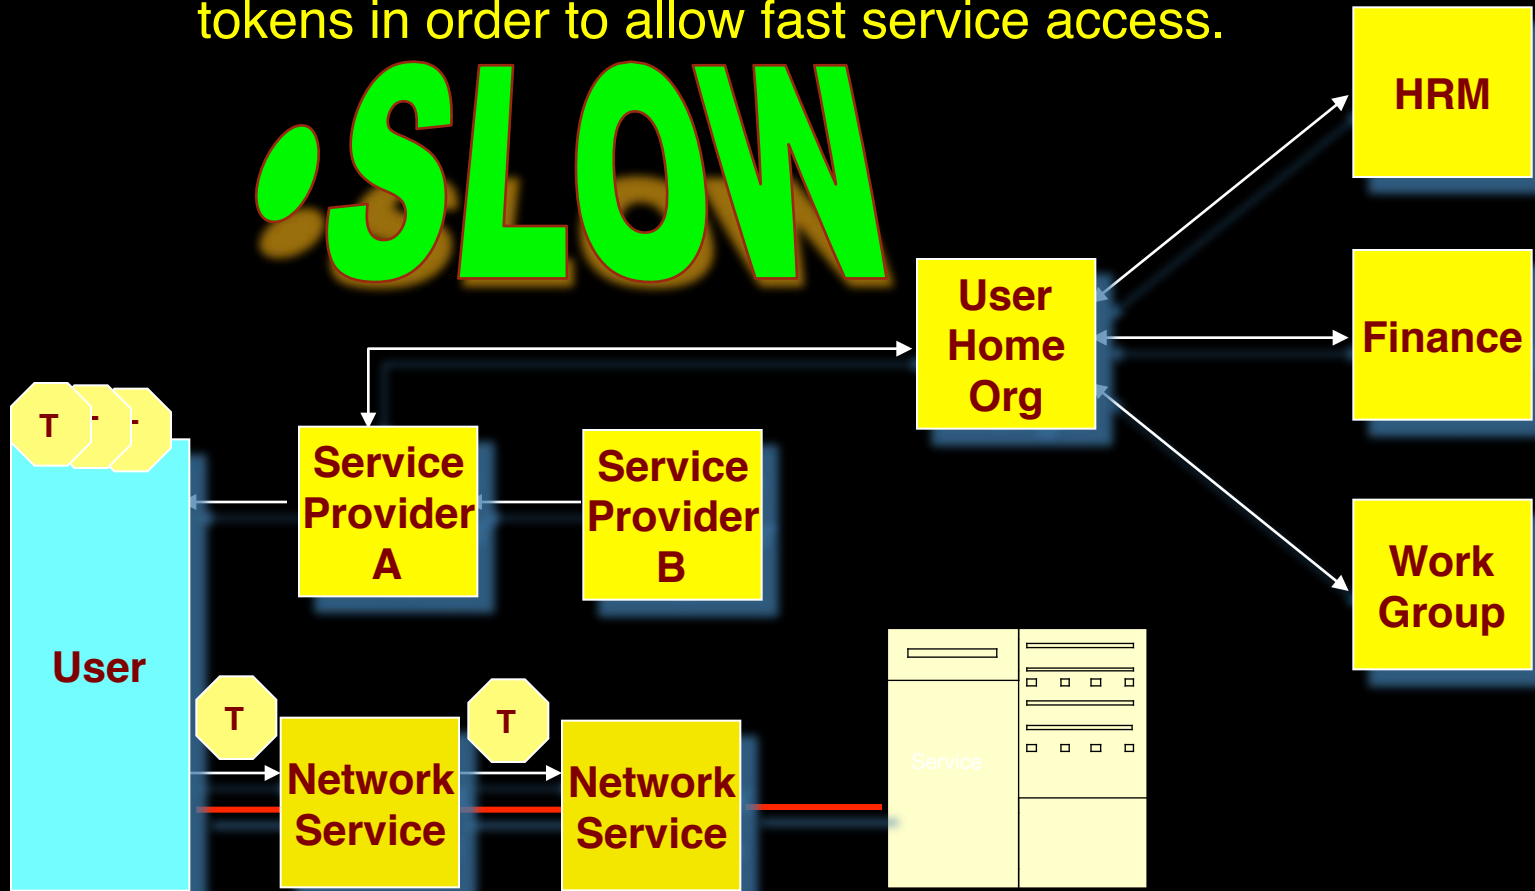 tokens in order to allow fast service access.
•SLOW
HRM
User
Home
Org
Finance
T
Service
Provider
A
Service
Provider
B
Work
Group
User
T
T
Network
Service
Network
Service
Service